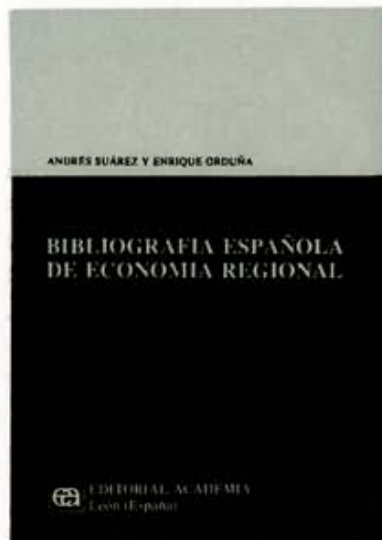 ANDRÉS SUÁREZ Y ENRIQUE ORDUÑA
BIBLIOGRAFIA ESPAÑOLA
DE ECONOMIA REGIONAL
EDITORIAL ACADEMIA
León (España)